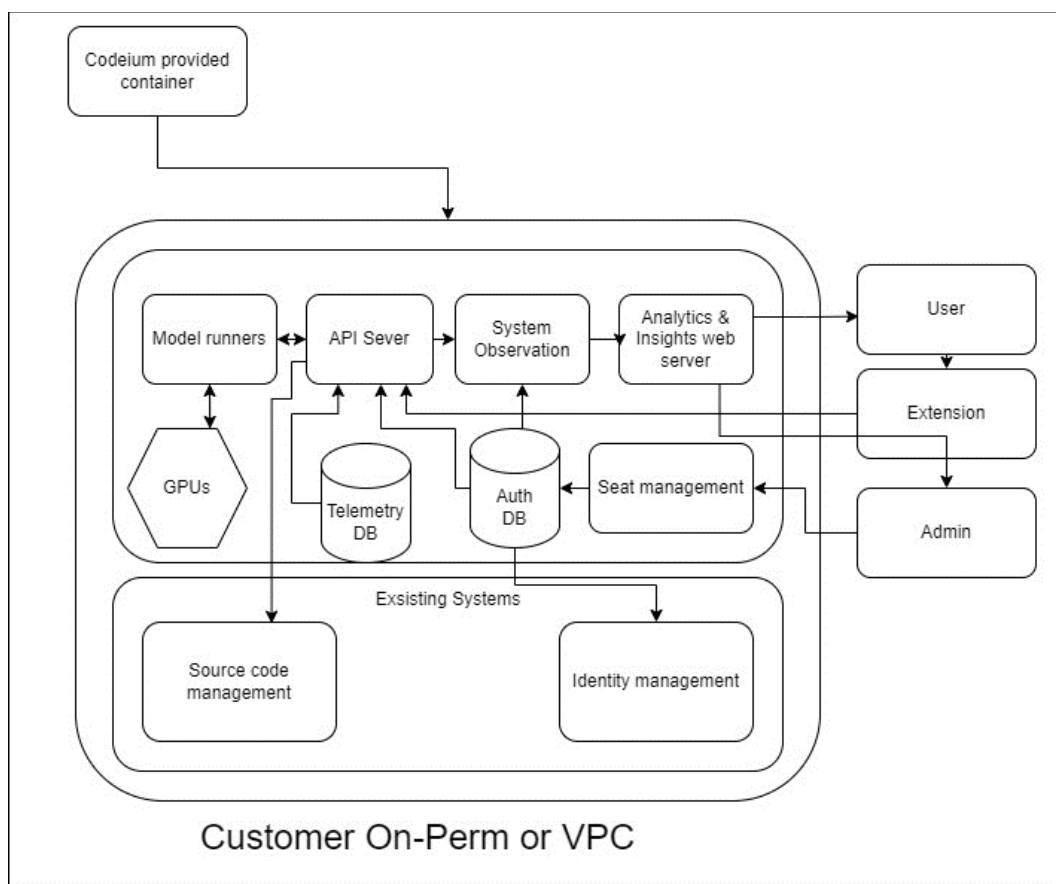 Codeium provided
container
Model runners
API Sever
System
Observation
Analytics &
Insights web
server
User
Extension
GPUs
Telemetry
DB
Auth
DB
Seat management
Admin
Exsisting Systems
Source code
management
Identity management
Customer On-Perm or VPC